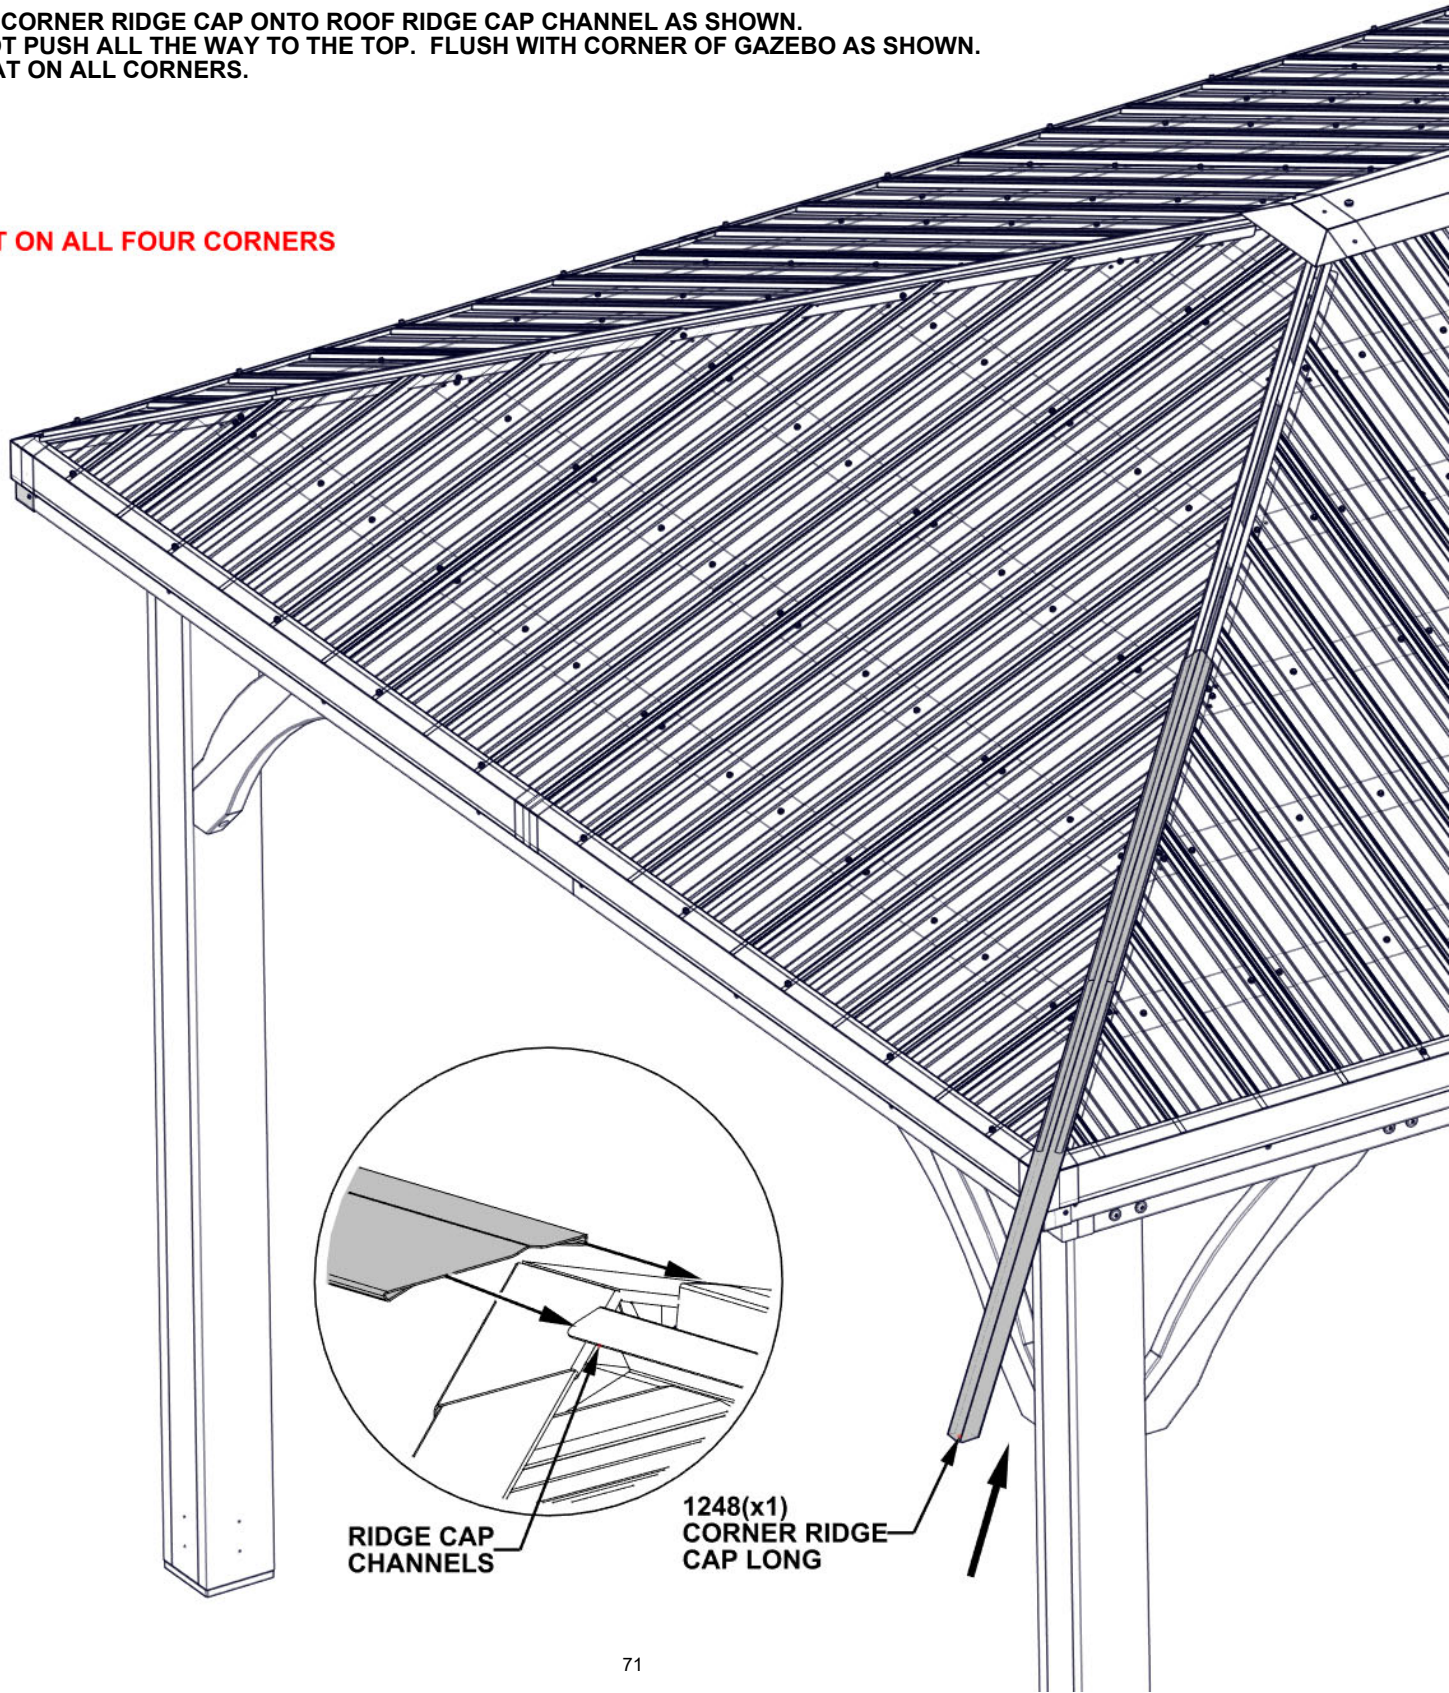 CORNER RIDGE CAP ONTO ROOF RIDGE CAP CHANNEL AS SHOWN.
PUSH ALL THE WAY TO THE TOP. FLUSH WITH CORNER OF GAZEBO AS SHOWN.
ON ALL CORNERS.
ON ALL FOUR CORNERS
RIDGE CAP
CHANNELS
1248(x1)
CORNER RIDGE
CAP LONG
71